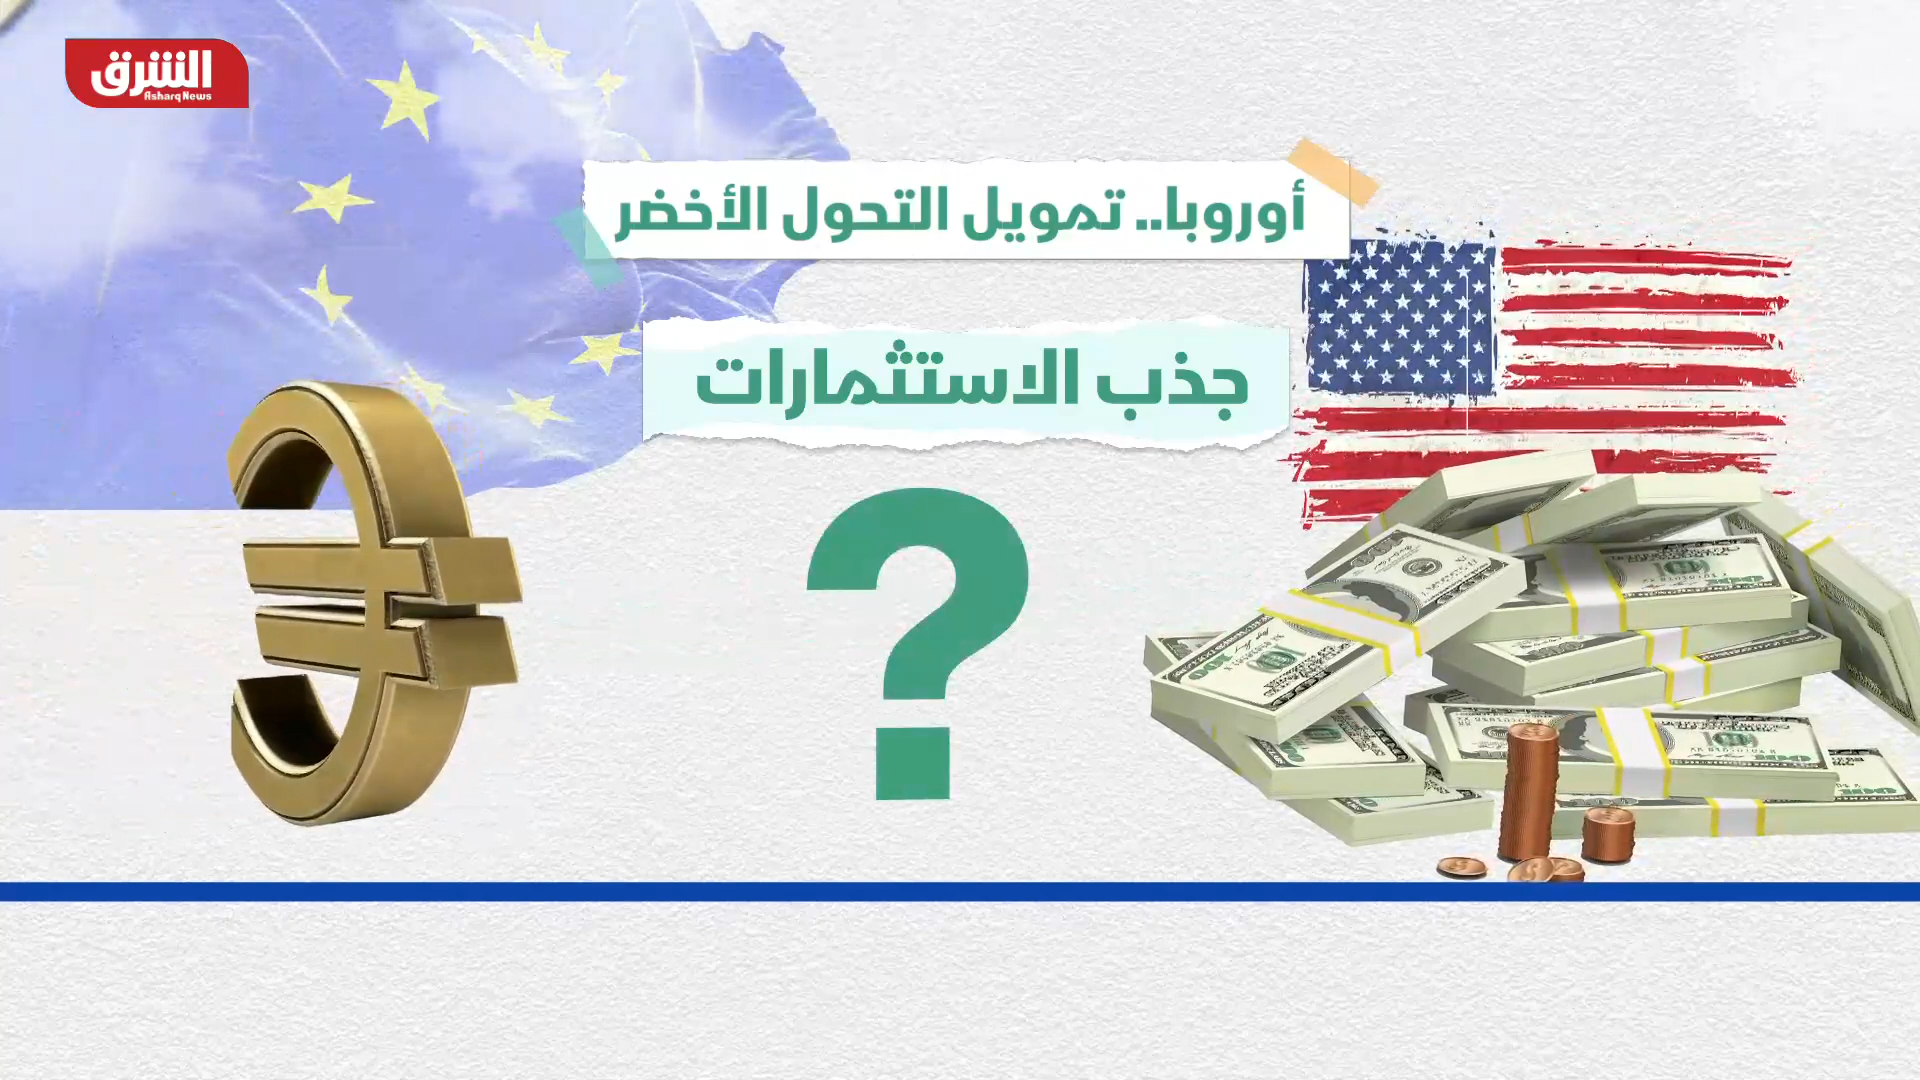 الشرق
Asharq News
أوروبا.. تمويل التحول الأخضر
جذب الاستثمارات
?